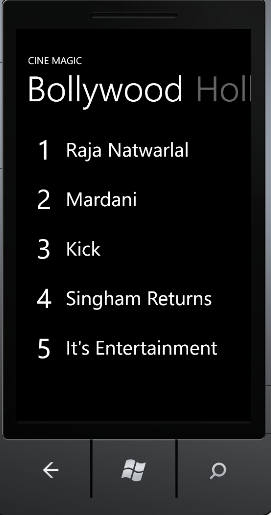 CINE MAGIC
Bollywood Holl
1 Raja Natwarlal
2 Mardani
3 Kick
4 Singham Returns
5 It's Entertainment